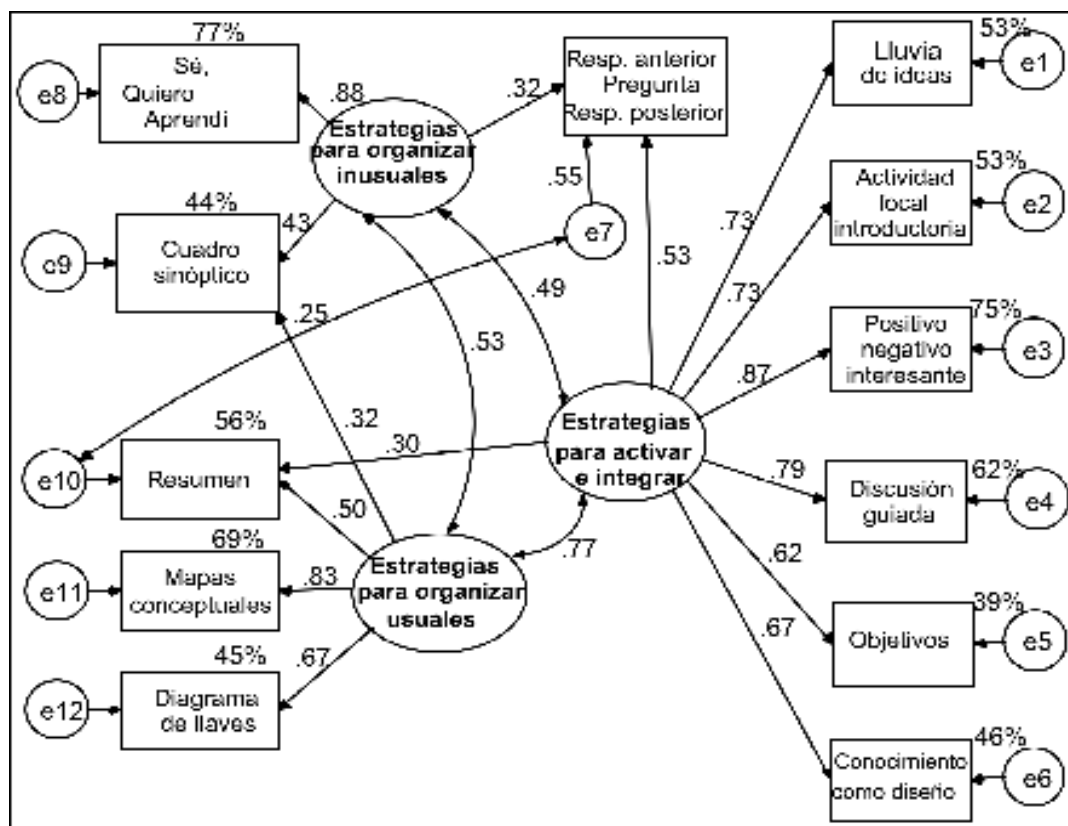 77%
e8
Sé,
Quiero
Aprendí
.88
Estrategias
para organizar
inusuales
.32
Resp. anterior
Pregunta
Resp. posterior
.55
e7
53%
Lluvia
de ideas
e1
44%
e9
Cuadro
sinóptico
.43
.25
.53
.49
.53
.73
53%
Actividad
local
introductoria
e2
.73
75%
Positivo
negativo
interesante
e3
.87
56%
e10
Resumen
.32
.30
.50
Estrategias
para activar
e integrar
.79
62%
Discusión
guiada
e4
69%
e11
Mapas
conceptuales
.83
Estrategias
para organizar
usuales
.77
.62
39%
Objetivos
e5
45%
e12
Diagrama
de llaves
.67
.67
46%
Conocimiento
como diseño
e6